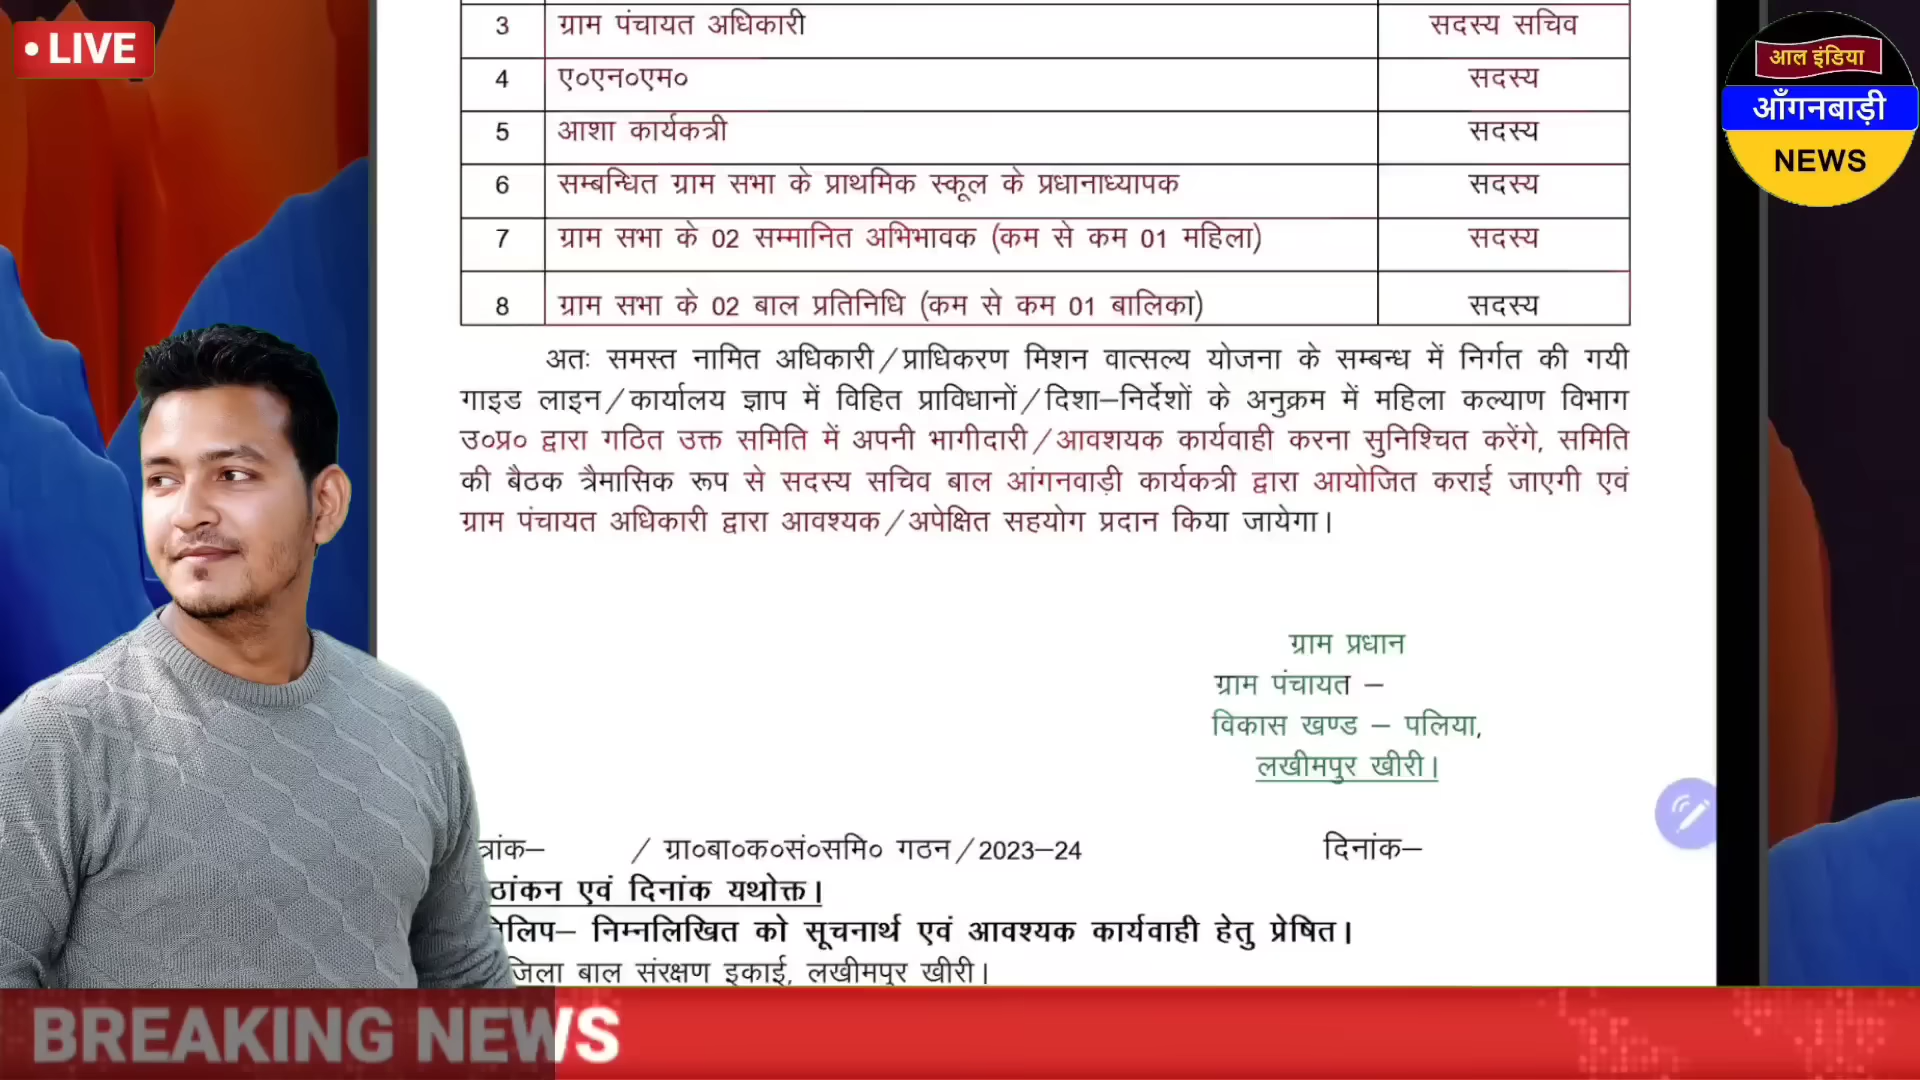 • LIVE
आल इंडिया
आँगनबाड़ी
NEWS
3 ग्राम पंचायत अधिकारी सदस्य सचिव
4 ए०एन०एम० सदस्य
5 आशा कार्यकत्री सदस्य
6 सम्बन्धित ग्राम सभा के प्राथमिक स्कूल के प्रधानाध्यापक सदस्य
7 ग्राम सभा के 02 सम्मानित अभिभावक (कम से कम 01 महिला) सदस्य
8 ग्राम सभा के 02 बाल प्रतिनिधि (कम से कम 01 बालिका) सदस्य
अतः समस्त नामित अधिकारी/प्राधिकरण मिशन वात्सल्य योजना के सम्बन्ध में निर्गत की गयी
गाइड लाइन/कार्यालय ज्ञाप में विहित प्राविधानों/दिशा–निर्देशों के अनुक्रम में महिला कल्याण विभाग
उ०प्र० द्वारा गठित उक्त समिति में अपनी भागीदारी/आवशयक कार्यवाही करना सुनिश्चित करेंगे, समिति
की बैठक त्रैमासिक रूप से सदस्य सचिव बाल आंगनवाड़ी कार्यकत्री द्वारा आयोजित कराई जाएगी एवं
ग्राम पंचायत अधिकारी द्वारा आवश्यक/अपेक्षित सहयोग प्रदान किया जायेगा।
ग्राम प्रधान
ग्राम पंचायत –
विकास खण्ड – पलिया,
लखीमपुर खीरी।
त्रांक– / ग्रा०बा०क०सं०समि० गठन/2023–24 दिनांक–
ठांकन एवं दिनांक यथोक्त।
लिप– निम्नलिखित को सूचनार्थ एवं आवश्यक कार्यवाही हेतु प्रेषित।
जिला बाल संरक्षण इकाई, लखीमपुर खीरी।
BREAKING NEWS